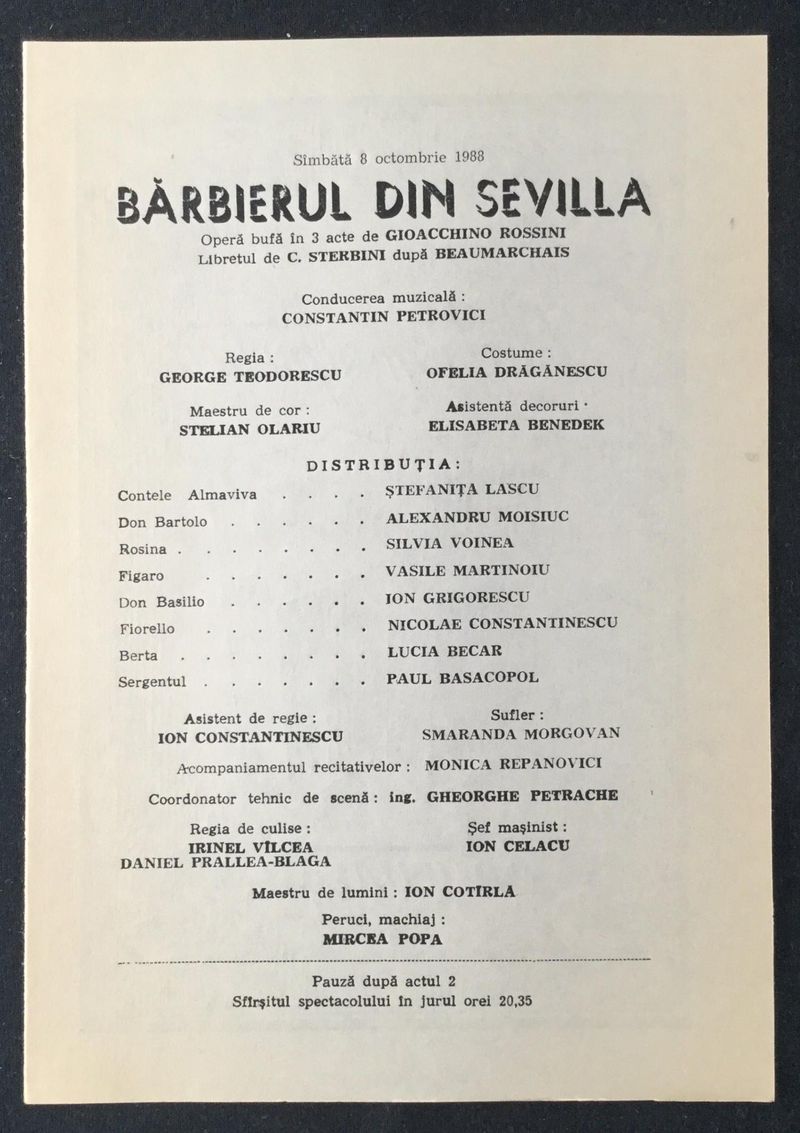 Sîmbătă 8 octombrie 1988
BĂRBIERUL DIN SEVILLA
Operă bufă în 3 acte de GIOACCHINO ROSSINI
Libretul de C. STERBINI după BEAUMARCHAIS
Conducerea muzicală :
CONSTANTIN PETROVICI
Regia :
GEORGE TEODORESCU
Costume :
OFELIA DRĂGĂNESCU
Maestru de cor :
STELIAN OLARIU
Asistentă decoruri ·
ELISABETA BENEDEK
DISTRIBUȚIA:
Contele Almaviva . . . . ȘTEFANIȚA LASCU
Don Bartolo . . . . . . ALEXANDRU MOISIUC
Rosina . . . . . . . . SILVIA VOINEA
Figaro . . . . . . . VASILE MARTINOIU
Don Basilio . . . . . . ION GRIGORESCU
Fiorello . . . . . . . NICOLAE CONSTANTINESCU
Berta . . . . . . . . LUCIA BECAR
Sergentul . . . . . . . PAUL BASACOPOL
Asistent de regie :
ION CONSTANTINESCU
Sufler :
SMARANDA MORGOVAN
Acompaniamentul recitativelor : MONICA REPANOVICI
Coordonator tehnic de scenă : ing. GHEORGHE PETRACHE
Regia de culise :
IRINEL VÎLCEA
DANIEL PRALLEA-BLAGA
Șef mașinist :
ION CELACU
Maestru de lumini : ION COTÎRLA
Peruci, machiaj :
MIRCEA POPA
Pauză după actul 2
Sfîrșitul spectacolului în jurul orei 20,35